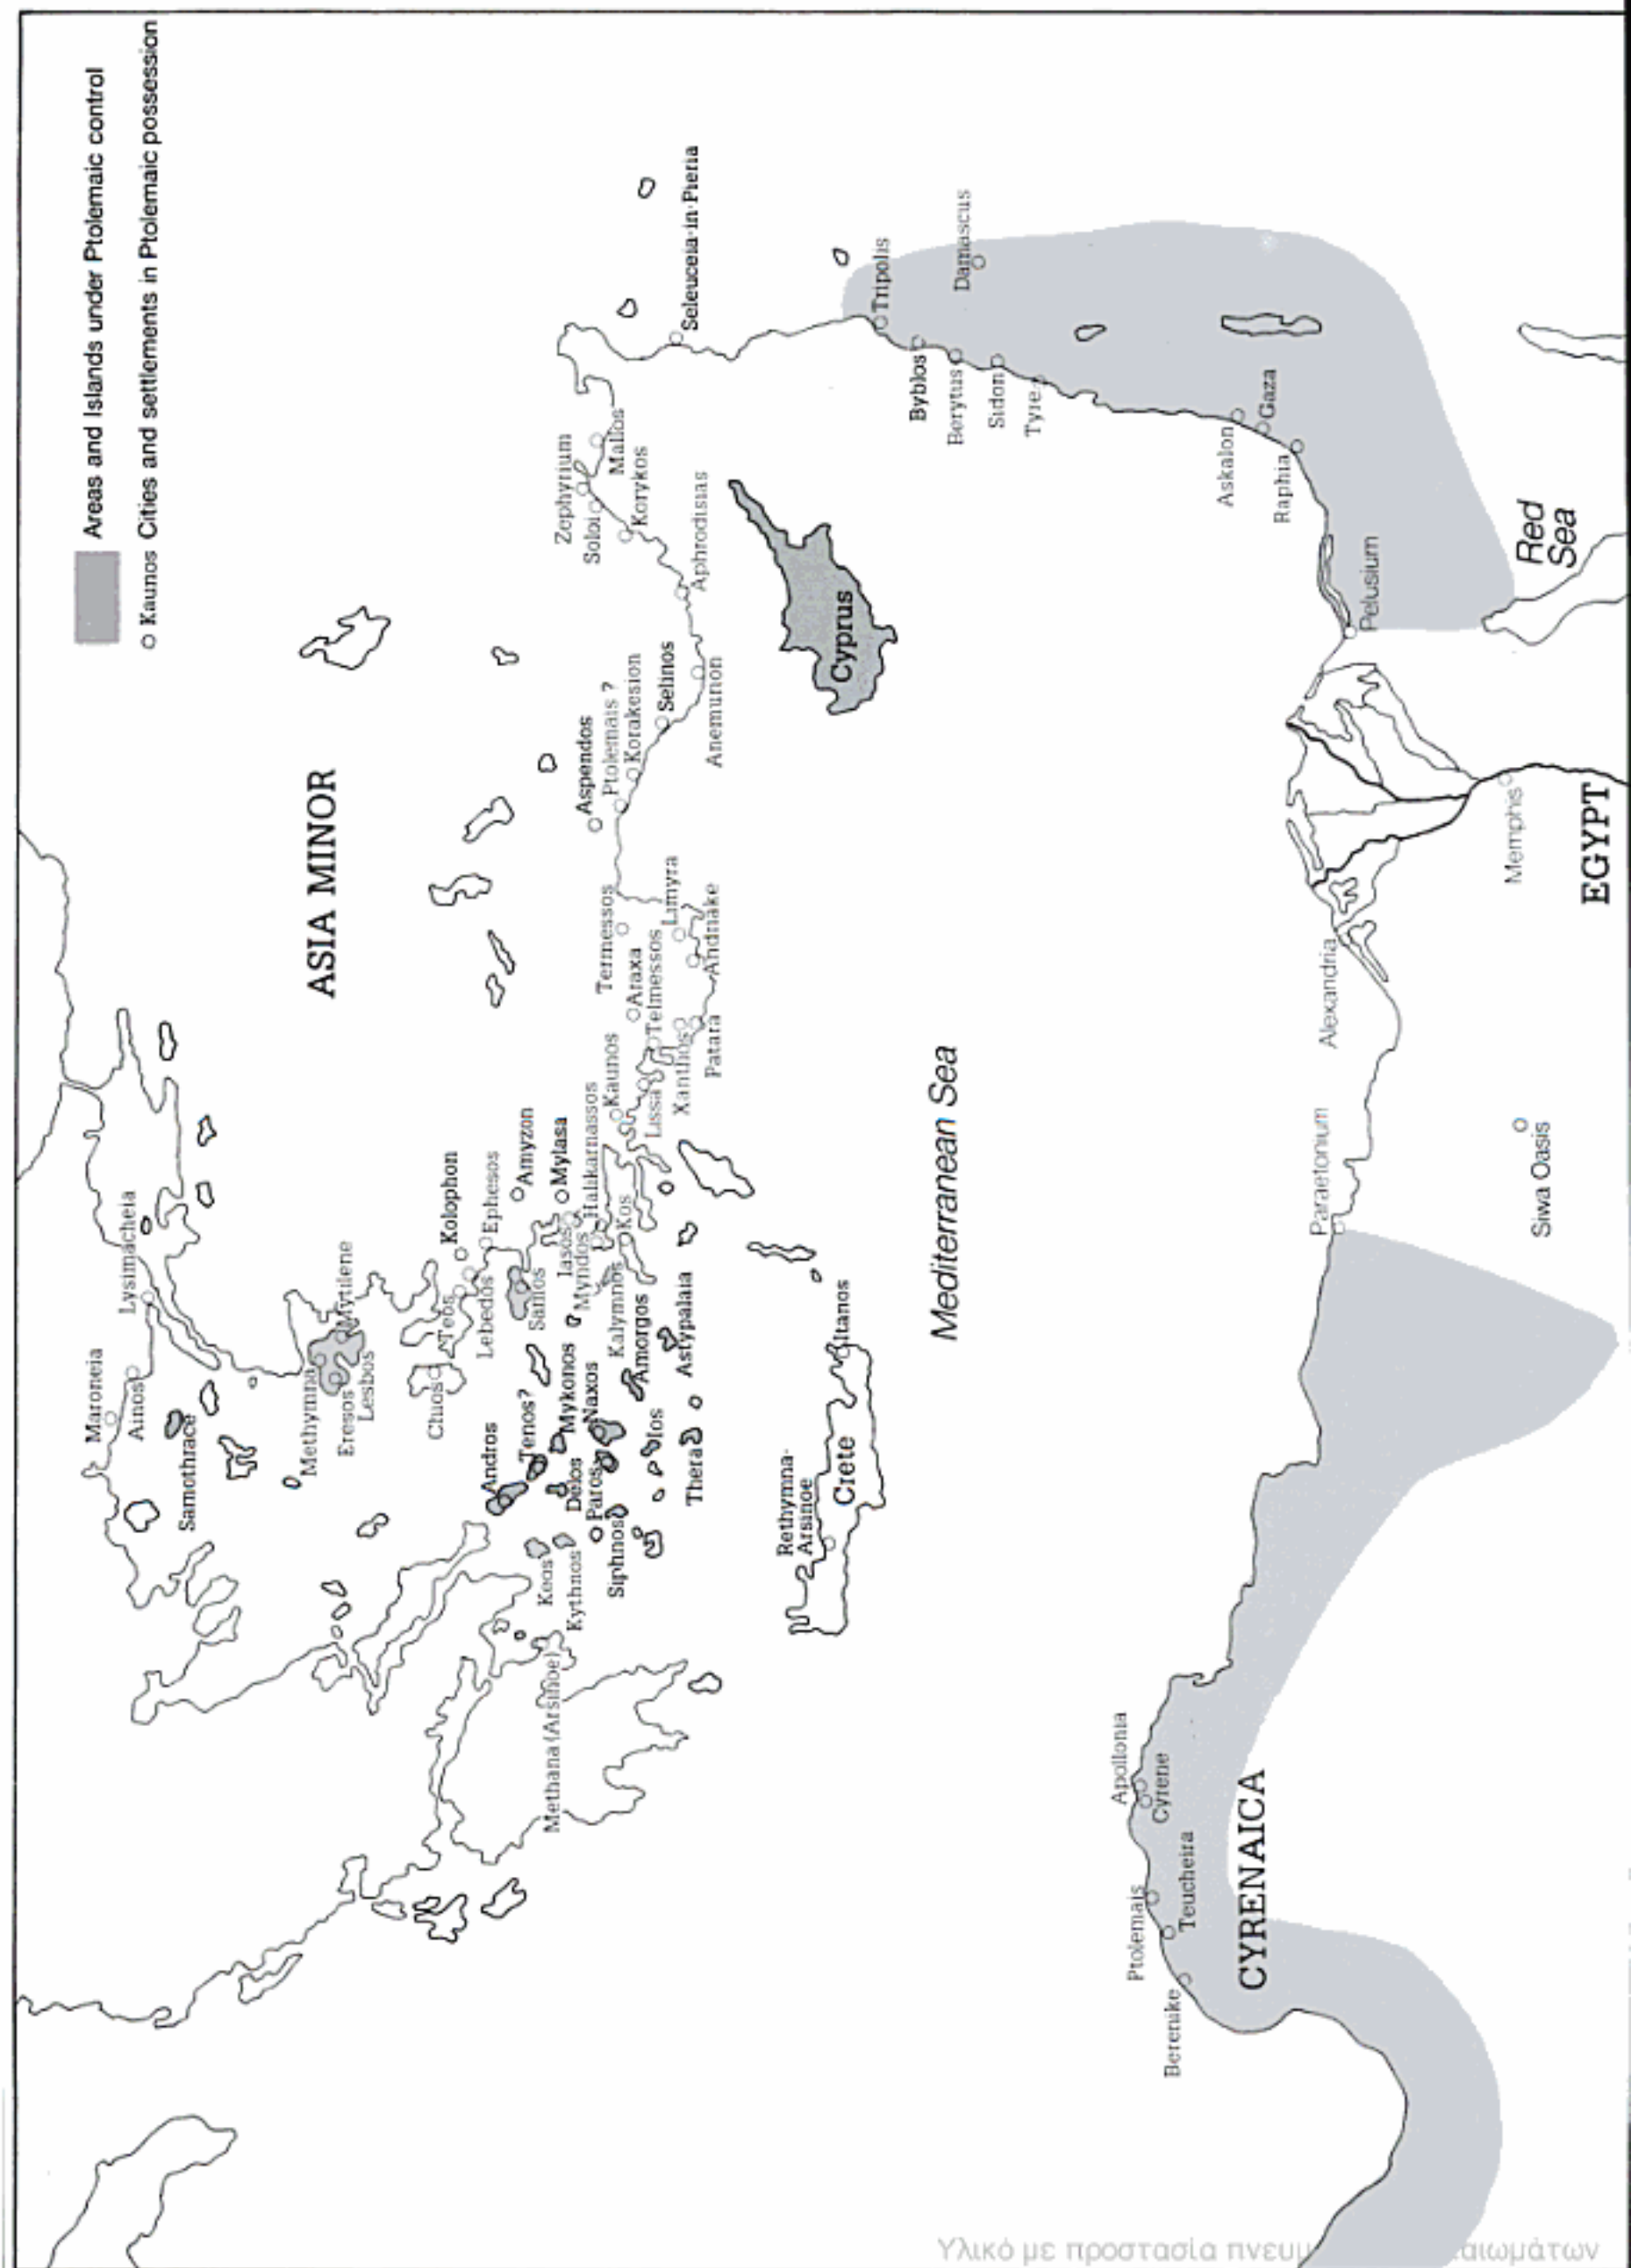 Areas and Islands under Ptolemaic control
Kaunos Cities and settlements in Ptolemaic possession
Maroneia
Ainos
Lysimacheia
Samothrace
ASIA MINOR
Methymna
Eresos
Mytilene
Lesbos
Chios
Teos
Kolophon
Lebedos
Ephesos
Andros
Tenos?
Samos
Amyzon
Keos
Delos
Mykonos
Iasos
Mylasa
Methana (Arsinoe)
Kythnos
Paros
Naxos
Myndos
Halikarnassos
Siphnos
Kalymnos
Kos
Kaunos
Termessos
Aspendos
Ptolemais ?
Zephyrium
Soloi
Mallos
Amorgos
Araxa
Korakesion
Korykos
Ios
Lissa
Telmessos
Thera
Astypalaia
Xanthos
Limyra
Selinos
Seleuceia-in-Pieria
Patara
Andriake
Anemurion
Aphrodisias
Rethymna-
Arsinoe
Crete
Itanos
Cyprus
Tripolis
Byblos
Damascus
Berytus
Mediterranean Sea
Sidon
Tyre
Apollonia
Ptolemais
Cyrene
Berenike
Teucheira
CYRENAICA
Askalon
Gaza
Raphia
Paraetonium
Alexandria
Pelusium
Siwa Oasis
Memphis
Red
Sea
EGYPT
Υλικό με προστασία πνευμ
αιωμάτων